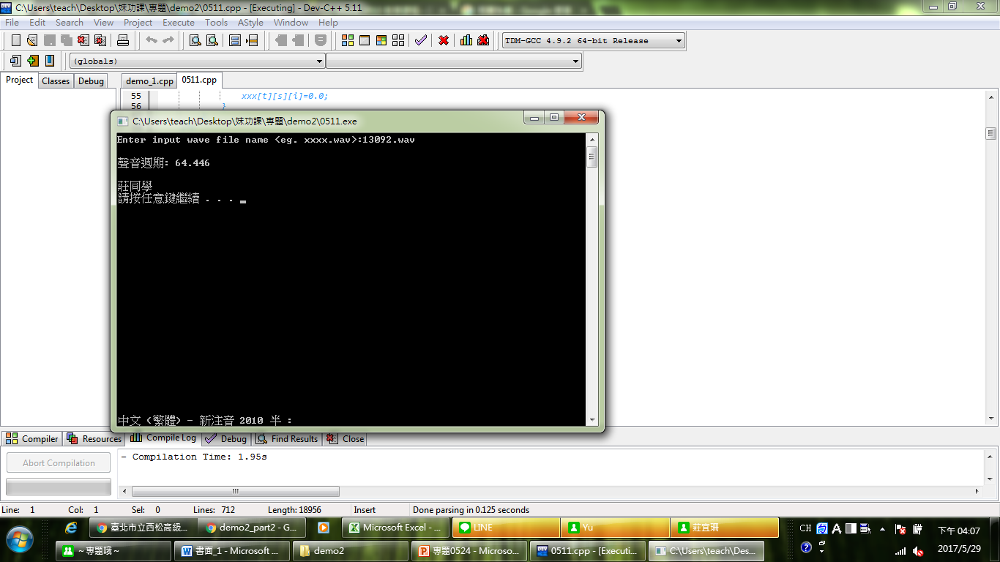 C:\Users\teach\Desktop\妹功課\專題\demo2\0511.cpp - [Executing] - Dev-C++ 5.11
File Edit Search View Project Execute Tools AStyle Window Help
TDM-GCC 4.9.2 64-bit Release
(globals)
Project Classes Debug demo_1.cpp 0511.cpp
55 xxx[t][s][i]=0.0;
56 }
C:\Users\teach\Desktop\妹功課\專題\demo2\0511.exe
Enter input wave file name <eg. xxxx.wav>:13092.wav
聲音週期: 64.446
莊同學
請按任意鍵繼續 . . .
中文 (繁體) - 新注音 2010 半 :
Compiler Resources Compile Log Debug Find Results Close
Abort Compilation
- Compilation Time: 1.95s
Line: 1 Col: 1 Sel: 0 Lines: 712 Length: 18956 Insert Done parsing in 0.125 seconds
臺北市立西松高級... demo2_part2 - G... Microsoft Excel - ... LINE Yu 莊宜珊 CH 下午 04:07
~專題哦~ 書面_1 - Microsoft ... demo2 專題0524 - Microso... 0511.cpp - [Executi... C:\Users\teach\Des... 2017/5/29